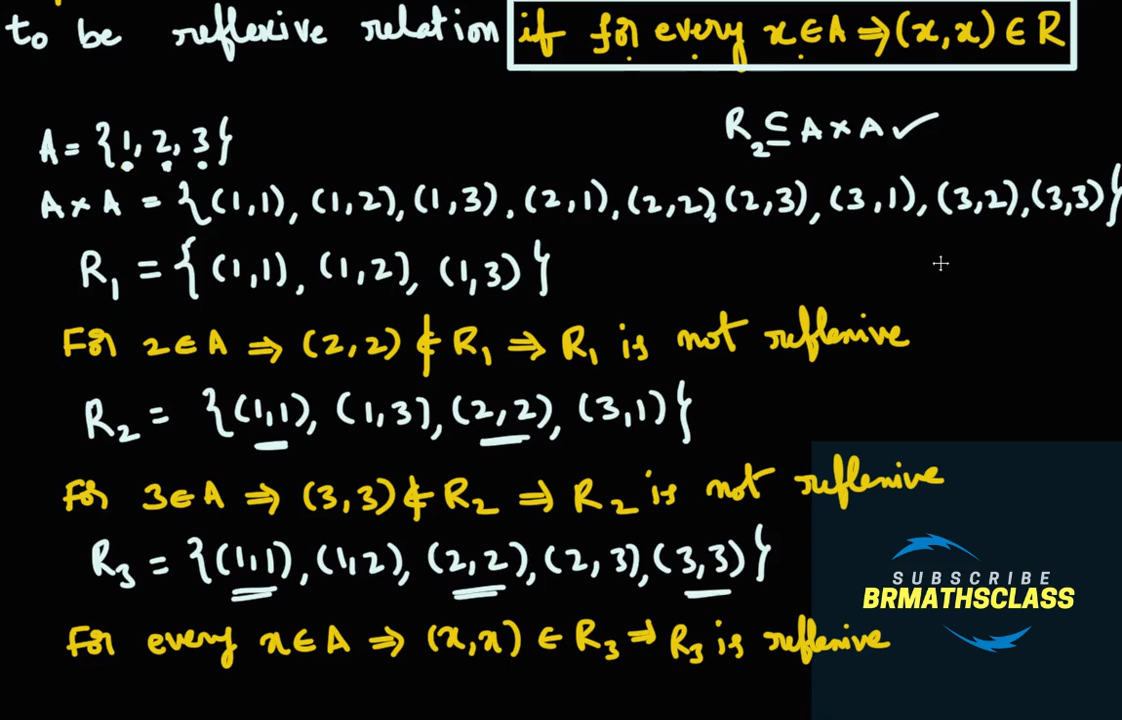 to be reflexive relation if for every x∈A ⇒ (x,x) ∈ R
R₂ ⊆ A×A ✓
A = {1, 2, 3}
A×A = {(1,1), (1,2), (1,3), (2,1), (2,2), (2,3), (3,1), (3,2), (3,3)}
R₁ = {(1,1), (1,2), (1,3)}
For 2∈A ⇒ (2,2) ∉ R₁ ⇒ R₁ is not reflexive
R₂ = {(1,1), (1,3), (2,2), (3,1)}
For 3∈A ⇒ (3,3) ∉ R₂ ⇒ R₂ is not reflexive
R₃ = {(1,1), (1,2), (2,2), (2,3), (3,3)}
For every x∈A ⇒ (x,x) ∈ R₃ ⇒ R₃ is reflexive
SUBSCRIBE
BRMATHSCLASS